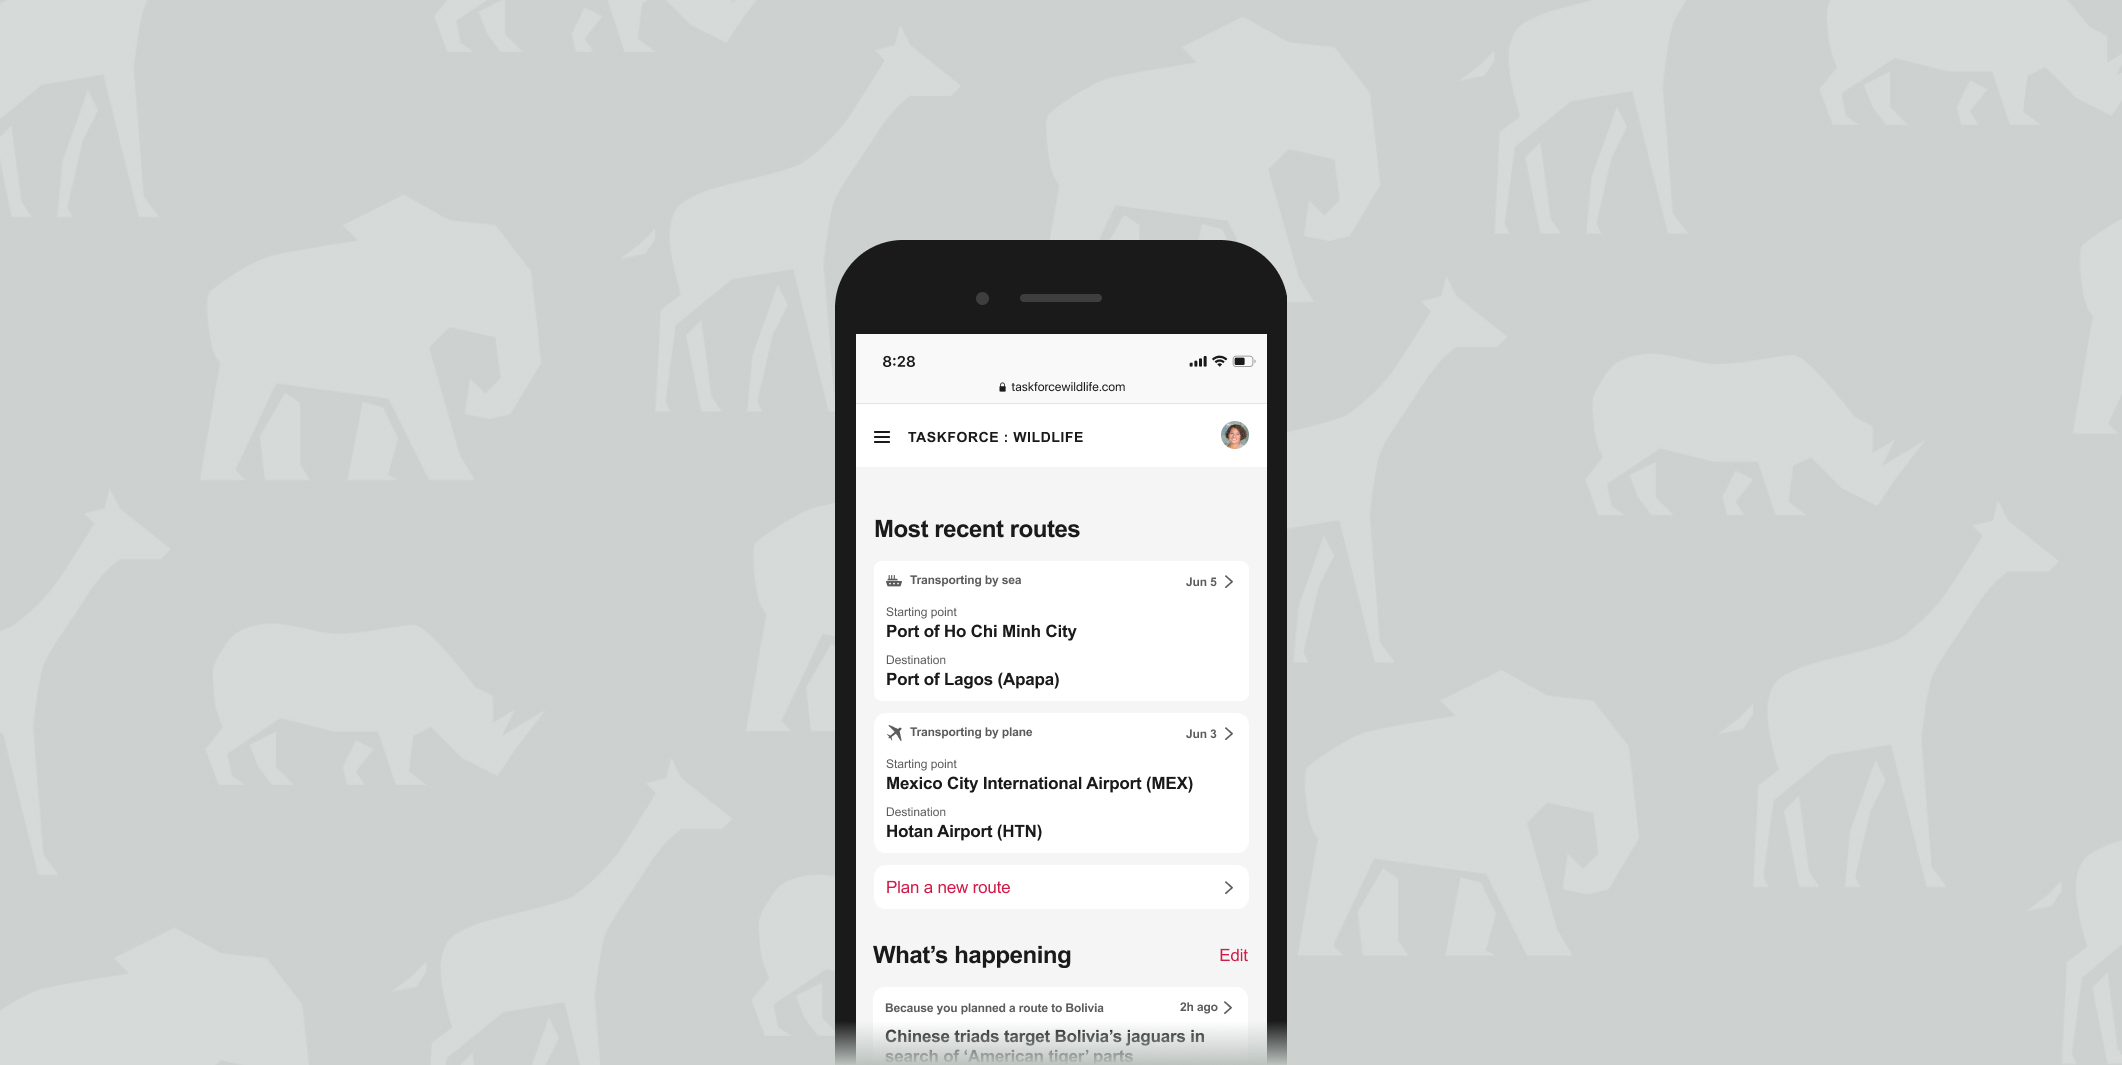 8:28
taskforcewildlife.com
TASKFORCE : WILDLIFE
Most recent routes
Transporting by sea
Jun 5
Starting point
Port of Ho Chi Minh City
Destination
Port of Lagos (Apapa)
Transporting by plane
Jun 3
Starting point
Mexico City International Airport (MEX)
Destination
Hotan Airport (HTN)
Plan a new route
What’s happening
Edit
Because you planned a route to Bolivia
2h ago
Chinese triads target Bolivia’s jaguars in
search of ‘American tiger’ parts